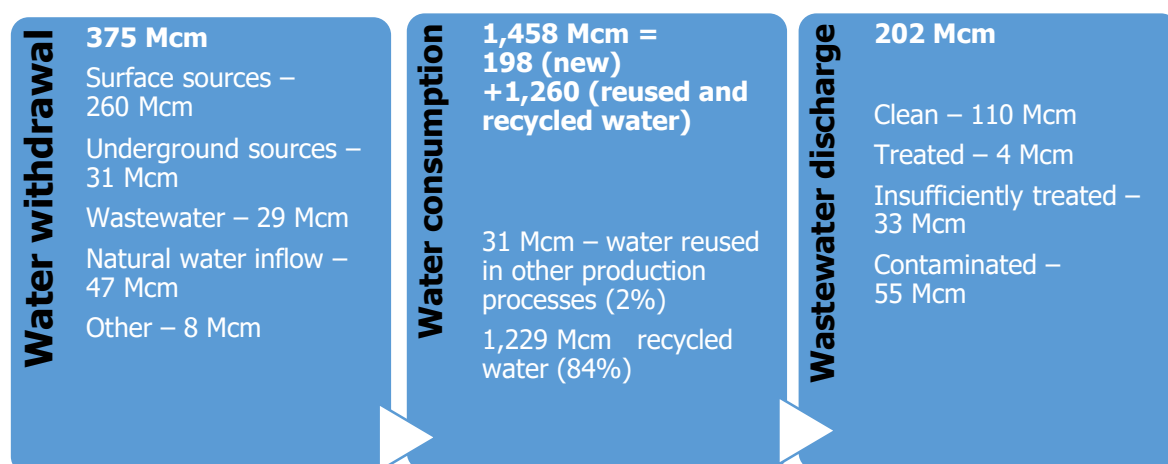 Water withdrawal
375 Mcm
Surface sources –
260 Mcm
Underground sources –
31 Mcm
Wastewater – 29 Mcm
Natural water inflow –
47 Mcm
Other – 8 Mcm
Water consumption
1,458 Mcm =
198 (new)
+1,260 (reused and
recycled water)
31 Mcm – water reused
in other production
processes (2%)
1,229 Mcm recycled
water (84%)
Wastewater discharge
202 Mcm
Clean – 110 Mcm
Treated – 4 Mcm
Insufficiently treated –
33 Mcm
Contaminated –
55 Mcm